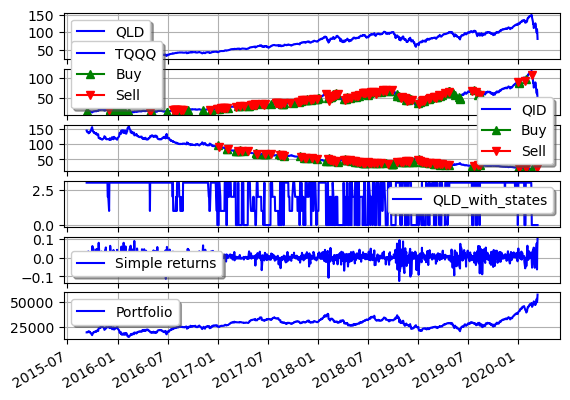 150
100
50
QLD
TQQQ
Buy
Sell
100
50
QID
Buy
Sell
150
100
50
2.5
0.0
QLD_with_states
0.1
0.0
−0.1
Simple returns
50000
25000
Portfolio
2015-07
2016-01
2016-07
2017-01
2017-07
2018-01
2018-07
2019-01
2019-07
2020-01